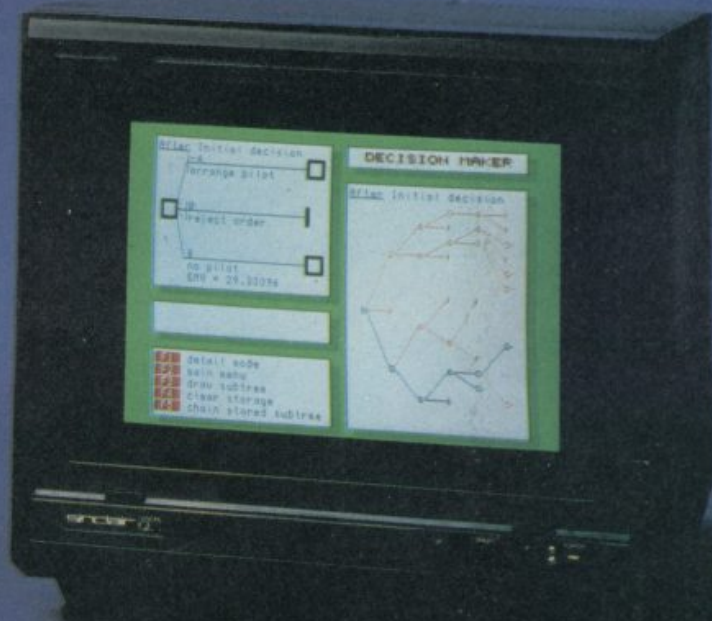 After Initial decision
arrange pilot
reject order
no pilot
EMV = 29.33096
DECISION MAKER
After Initial decision
detail mode
main menu
draw subtree
clear storage
chain stored subtree
sinclair